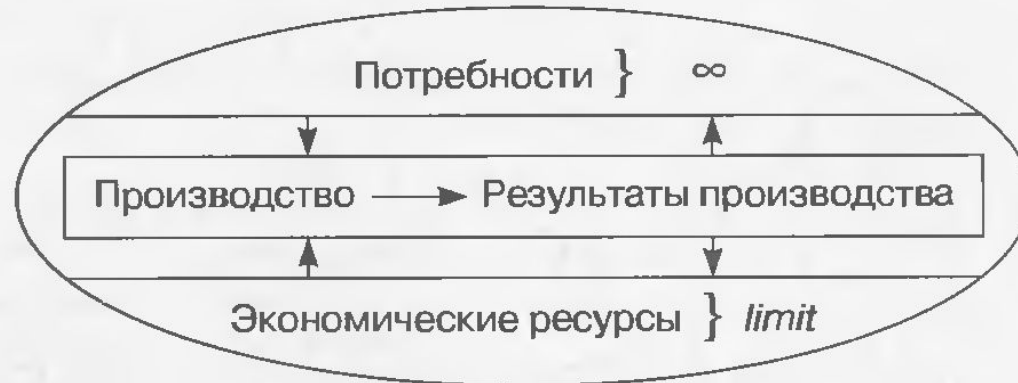 Потребности } ∞
Производство → Результаты производства
Экономические ресурсы } limit